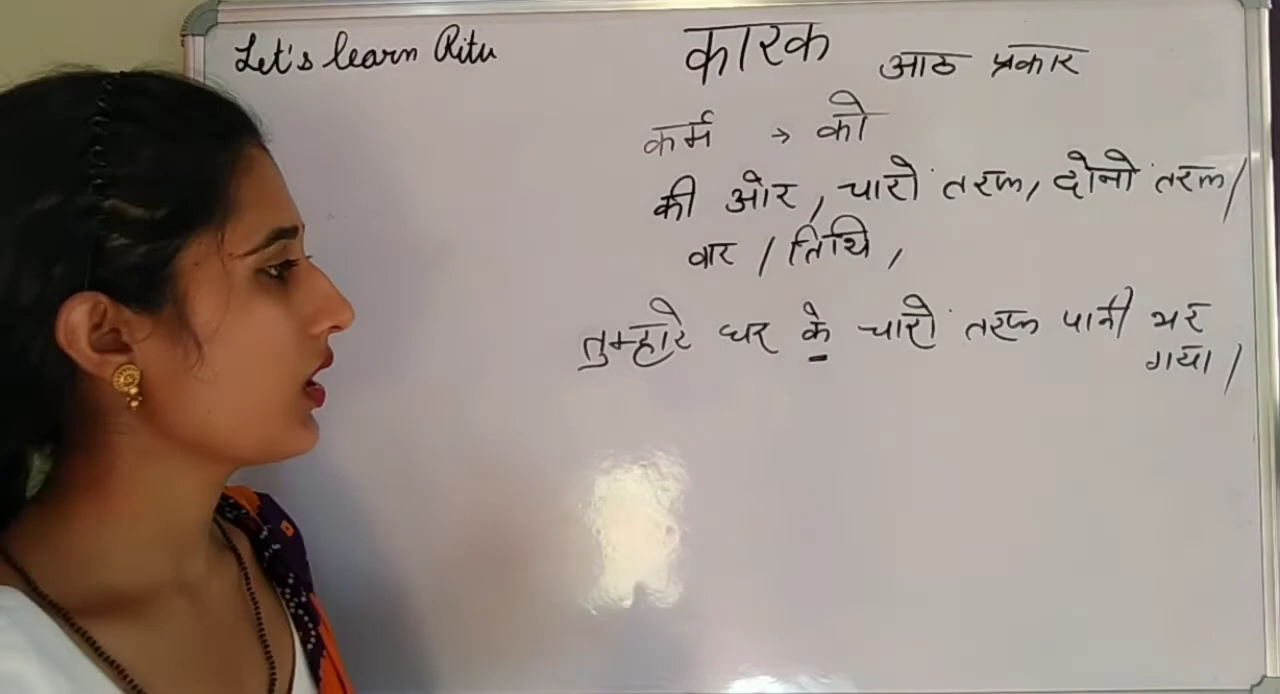 Let's learn Ritu
कारक आठ प्रकार
कर्म → को
की ओर, चारों तरफ, दोनों तरफ/
वार / तिथि,
तुम्हारे घर के चारों तरफ पानी भर
गया।